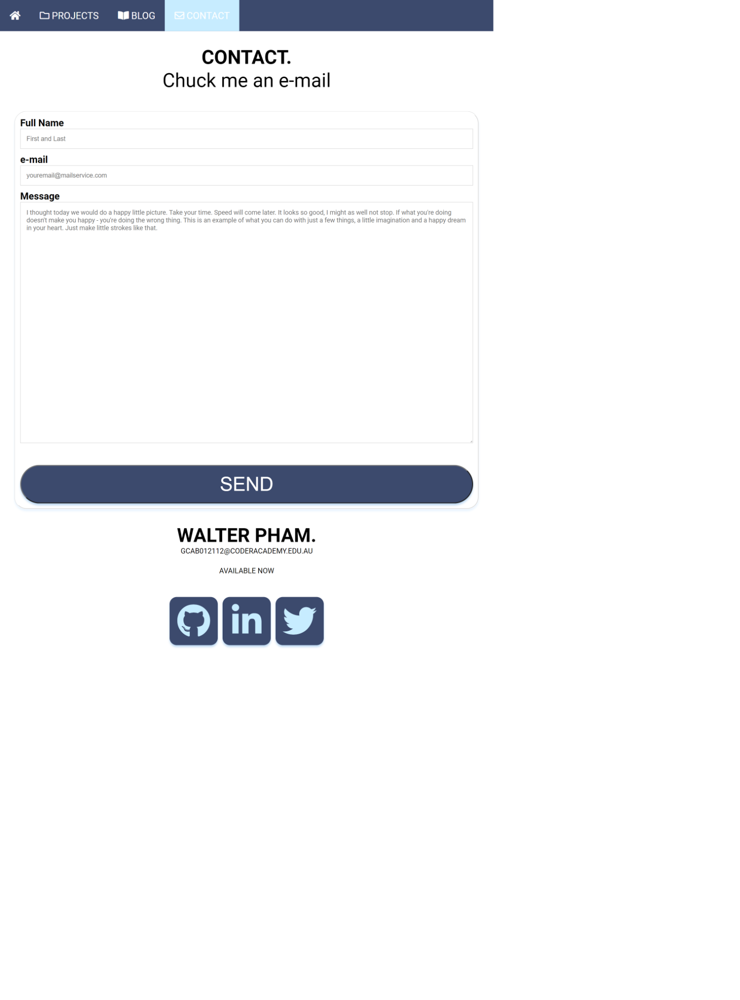 PROJECTS BLOG CONTACT
CONTACT.
Chuck me an e-mail
Full Name
First and Last
e-mail
youremail@mailservice.com
Message
I thought today we would do a happy little picture. Take your time. Speed will come later. It looks so good, I might as well not stop. If what you're doing
doesn't make you happy - you're doing the wrong thing. This is an example of what you can do with just a few things, a little imagination and a happy dream
in your heart. Just make little strokes like that.
SEND
WALTER PHAM.
GCAB012112@CODERACADEMY.EDU.AU
AVAILABLE NOW
in